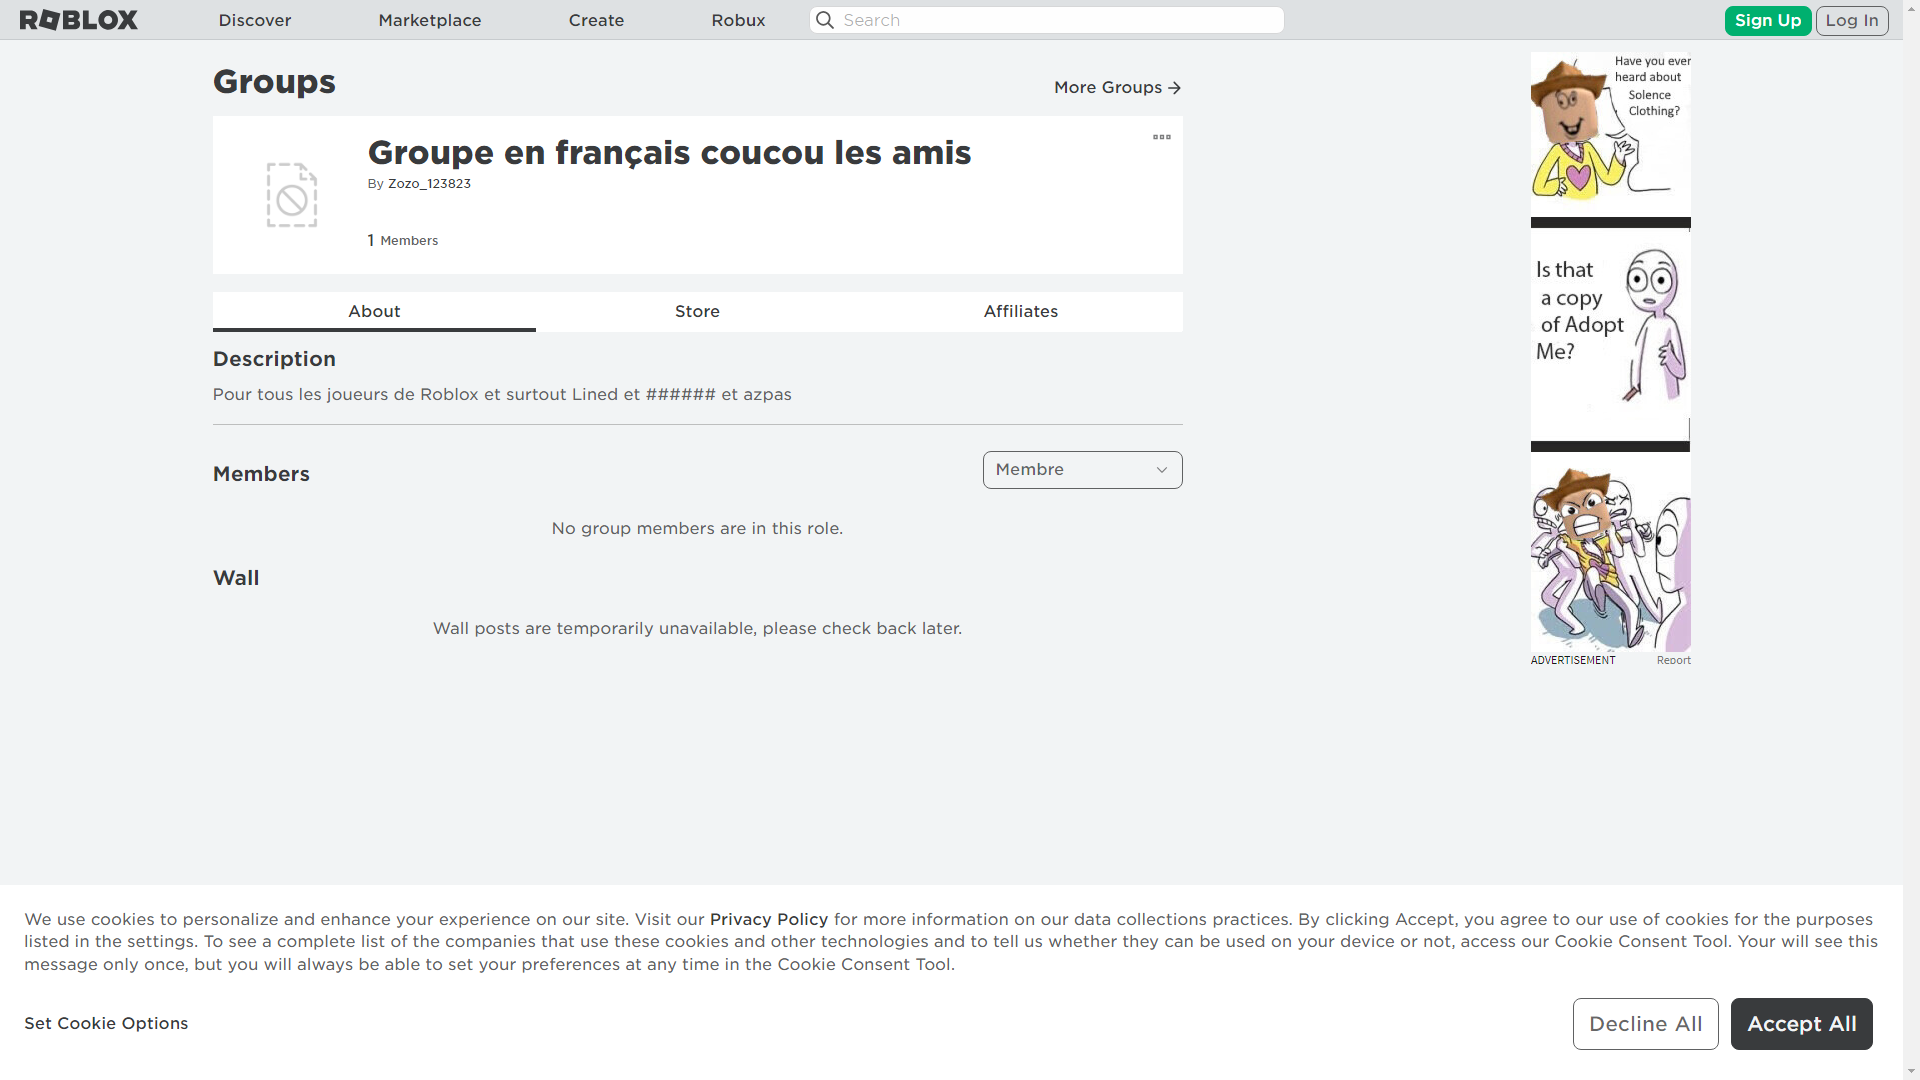 ROBLOX
Discover
Marketplace
Create
Robux
Search
Sign Up
Log In
Groups
More Groups
Groupe en français coucou les amis
By Zozo_123823
1 Members
About
Store
Affiliates
Description
Pour tous les joueurs de Roblox et surtout Lined et ###### et azpas
Members
Membre
No group members are in this role.
Wall
Wall posts are temporarily unavailable, please check back later.
Have you ever
heard about
Solence
Clothing?
Is that
a copy
of Adopt
Me?
ADVERTISEMENT
Report
We use cookies to personalize and enhance your experience on our site. Visit our Privacy Policy for more information on our data collections practices. By clicking Accept, you agree to our use of cookies for the purposes
listed in the settings. To see a complete list of the companies that use these cookies and other technologies and to tell us whether they can be used on your device or not, access our Cookie Consent Tool. Your will see this
message only once, but you will always be able to set your preferences at any time in the Cookie Consent Tool.
Set Cookie Options
Decline All
Accept All